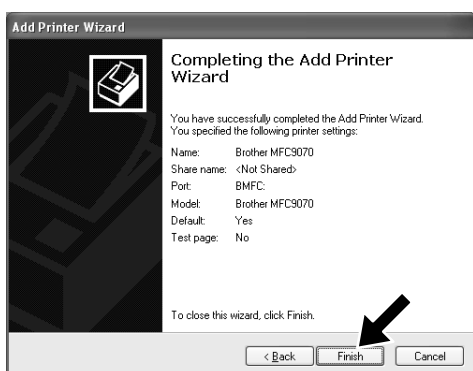 Add Printer Wizard
Completing the Add Printer
Wizard
You have successfully completed the Add Printer Wizard.
You specified the following printer settings:
Name: Brother MFC9070
Share name: <Not Shared>
Port: BMFC:
Model: Brother MFC9070
Default: Yes
Test page: No
To close this wizard, click Finish.
< Back Finish Cancel